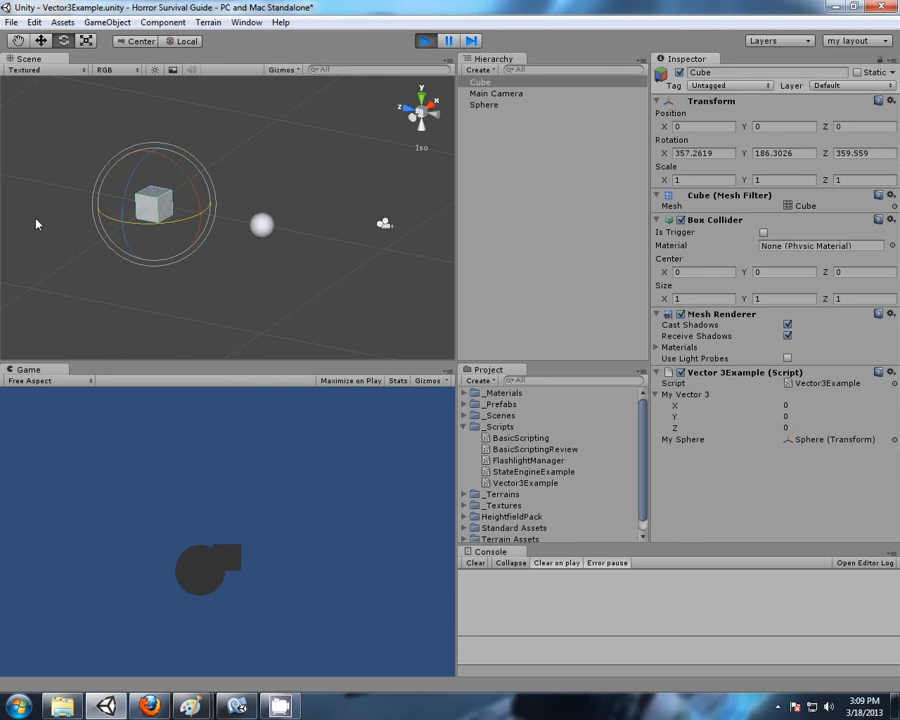 Unity - Vector3Example.unity - Horror Survival Guide - PC and Mac Standalone*
File Edit Assets GameObject Component Terrain Window Help
Center Local Layers my layout
Scene
Textured RGB Gizmos All
y
x
z
Iso
Hierarchy
Create All
Cube
Main Camera
Sphere
Inspector
Cube Static
Tag Untagged Layer Default
Transform
Position
X 0 Y 0 Z 0
Rotation
X 357.2619 Y 186.3026 Z 359.559
Scale
X 1 Y 1 Z 1
Cube (Mesh Filter)
Mesh Cube
Box Collider
Is Trigger
Material None (Physic Material)
Center
X 0 Y 0 Z 0
Size
X 1 Y 1 Z 1
Mesh Renderer
Cast Shadows
Receive Shadows
Materials
Use Light Probes
Vector 3Example (Script)
Script Vector3Example
My Vector 3
X 0
Y 0
Z 0
My Sphere Sphere (Transform)
Game
Free Aspect Maximize on Play Stats Gizmos
Project
Create All
_Materials
_Prefabs
_Scenes
_Scripts
BasicScripting
BasicScriptingReview
FlashlightManager
StateEngineExample
Vector3Example
_Terrains
_Textures
HeightfieldPack
Standard Assets
Terrain Assets
Console
Clear Collapse Clear on play Error pause Open Editor Log
3:09 PM
3/18/2013